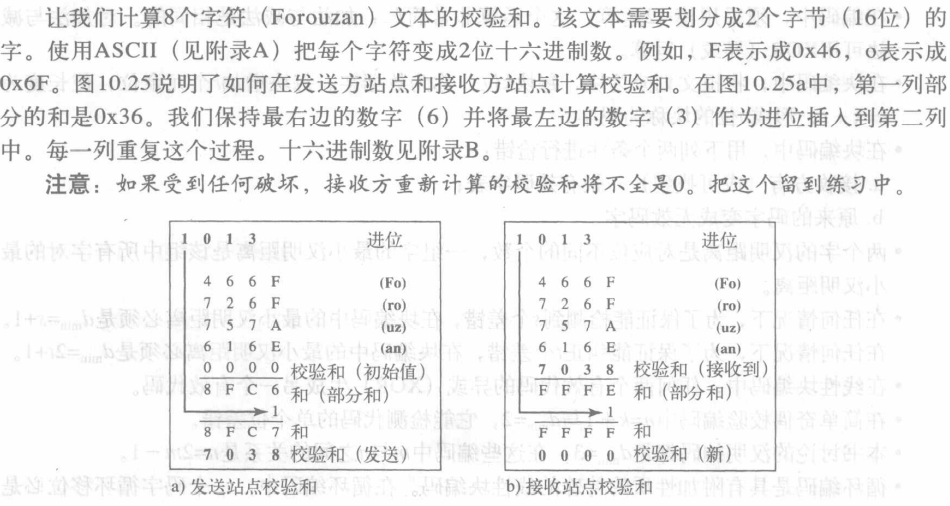 让我们计算8个字符（Forouzan）文本的校验和。该文本需要划分成2个字节（16位）的
字。使用ASCII（见附录A）把每个字符变成2位十六进制数。例如，F表示成0x46，o表示成
0x6F。图10.25说明了如何在发送方站点和接收方站点计算校验和。在图10.25a中，第一列部
分的和是0x36。我们保持最右边的数字（6）并将最左边的数字（3）作为进位插入到第二列
中。每一列重复这个过程。十六进制数见附录B。
注意：如果受到任何破坏，接收方重新计算的校验和将不全是0。把这个留到练习中。
1 0 1 3 进位
4 6 6 F (Fo)
7 2 6 F (ro)
7 5 7 A (uz)
6 1 6 E (an)
0 0 0 0 校验和（初始值）
8 F C 6 和（部分和）
1
8 F C 7 和
7 0 3 8 校验和（发送）
a) 发送站点校验和
1 0 1 3 进位
4 6 6 F (Fo)
7 2 6 F (ro)
7 5 7 A (uz)
6 1 6 E (an)
7 0 3 8 校验和（接收到）
F F F E 和（部分和）
1
F F F F 和
0 0 0 0 校验和（新）
b) 接收站点校验和